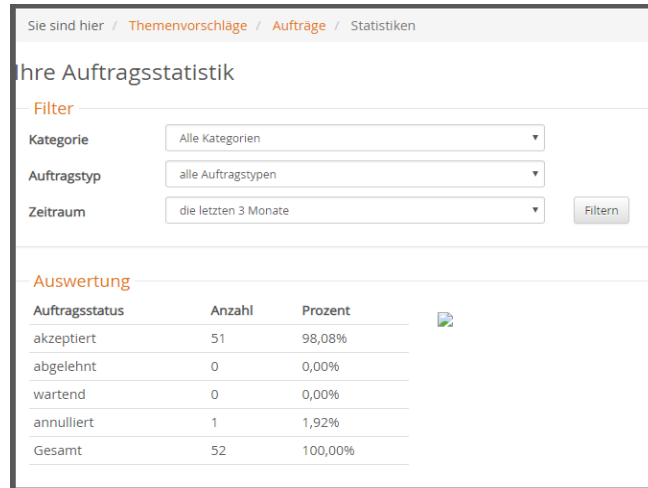 Sie sind hier / Themenvorschläge / Aufträge / Statistiken
Ihre Auftragsstatistik
Filter
Kategorie Alle Kategorien
Auftragstyp alle Auftragstypen
Zeitraum die letzten 3 Monate Filtern
Auswertung
Auftragsstatus Anzahl Prozent
akzeptiert 51 98,08%
abgelehnt 0 0,00%
wartend 0 0,00%
annulliert 1 1,92%
Gesamt 52 100,00%